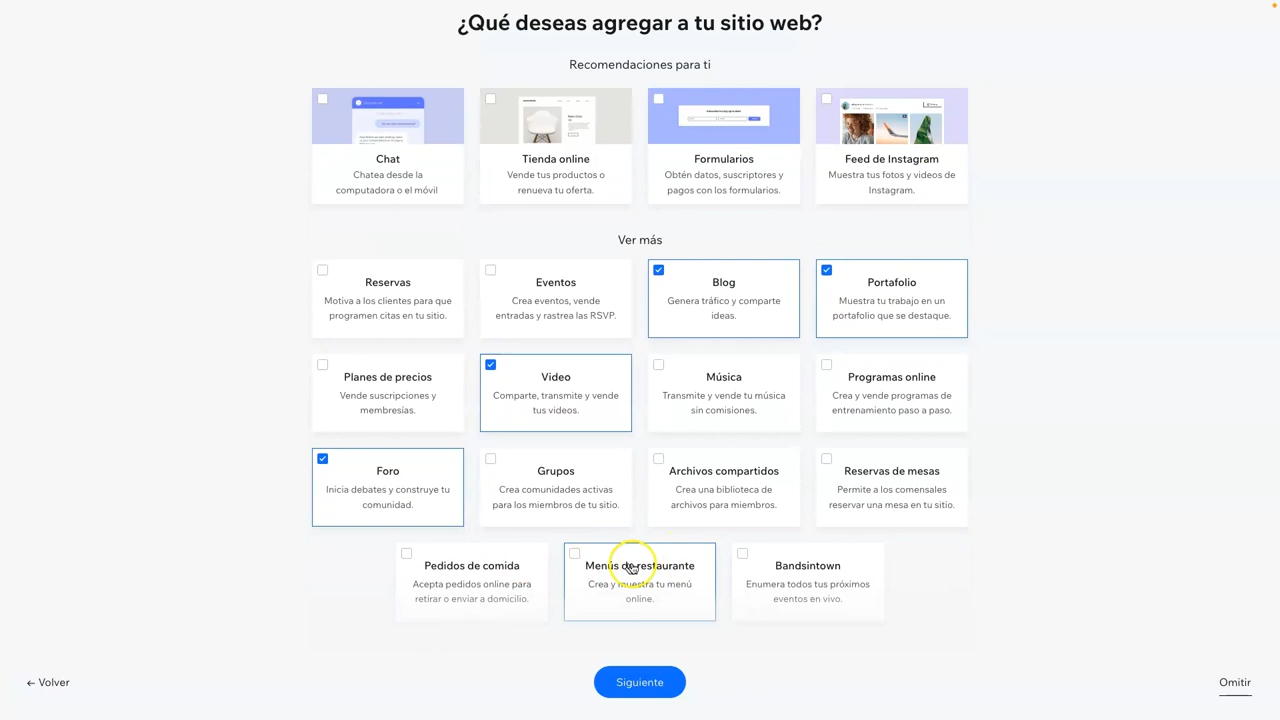 ¿Qué deseas agregar a tu sitio web?
Recomendaciones para ti
Chat
Chatea desde la
computadora o el móvil
Tienda online
Vende tus productos o
renueva tu oferta.
Formularios
Obtén datos, suscriptores y
pagos con los formularios.
Feed de Instagram
Muestra tus fotos y videos de
Instagram.
Ver más
Reservas
Motiva a los clientes para que
programen citas en tu sitio.
Eventos
Crea eventos, vende
entradas y rastrea las RSVP.
Blog
Genera tráfico y comparte
ideas.
Portafolio
Muestra tu trabajo en un
portafolio que se destaque.
Planes de precios
Vende suscripciones y
membresías.
Video
Comparte, transmite y vende
tus videos.
Música
Transmite y vende tu música
sin comisiones.
Programas online
Crea y vende programas de
entrenamiento paso a paso.
Foro
Inicia debates y construye tu
comunidad.
Grupos
Crea comunidades activas
para los miembros de tu sitio.
Archivos compartidos
Crea una biblioteca de
archivos para miembros.
Reservas de mesas
Permite a los comensales
reservar una mesa en tu sitio.
Pedidos de comida
Acepta pedidos online para
retirar o enviar a domicilio.
Menús de restaurante
Crea y muestra tu menú
online.
Bandsintown
Enumera todos tus próximos
eventos en vivo.
← Volver
Siguiente
Omitir